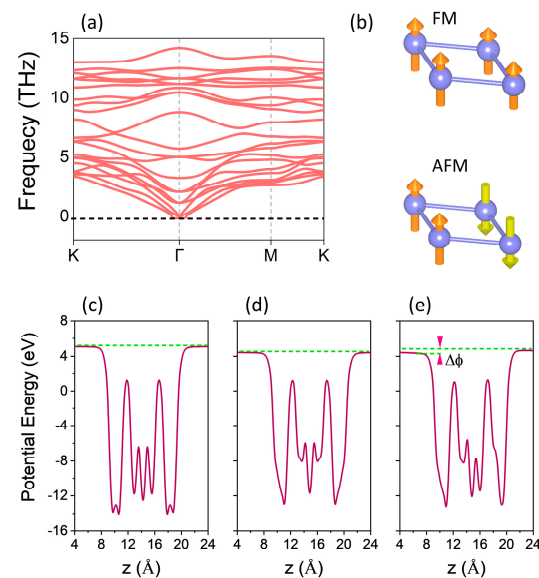 (a)
(b)
FM
AFM
Frequecy (THz)
15
10
5
0
K
Γ
M
K
(c)
(d)
(e)
Potential Energy (eV)
8
4
0
-4
-8
-12
-16
Δϕ
4 8 12 16 20 24
4 8 12 16 20 24
4 8 12 16 20 24
z (Å)
z (Å)
z (Å)